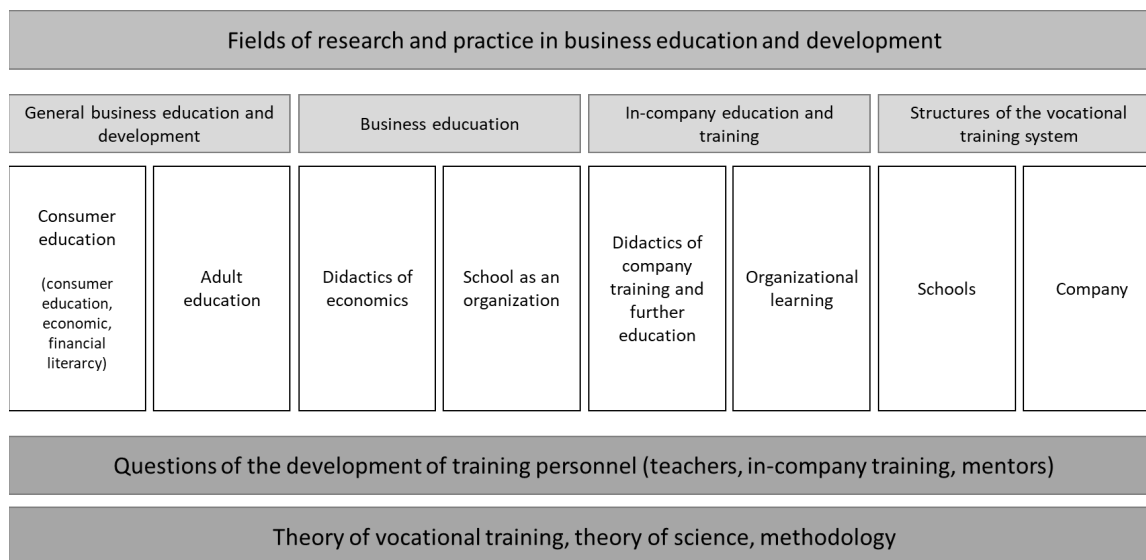 Fields of research and practice in business education and development
General business education and
development
Business educuation
In-company education and
training
Structures of the vocational
training system
Consumer
education
(consumer
education,
economic,
financial
literarcy)
Adult
education
Didactics of
economics
School as an
organization
Didactics of
company
training and
further
education
Organizational
learning
Schools
Company
Questions of the development of training personnel (teachers, in-company training, mentors)
Theory of vocational training, theory of science, methodology